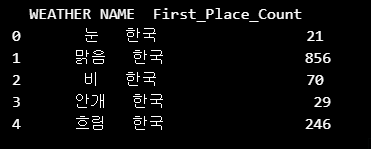 WEATHER NAME First_Place_Count
0 눈 한국 21
1 맑음 한국 856
2 비 한국 70
3 안개 한국 29
4 흐림 한국 246